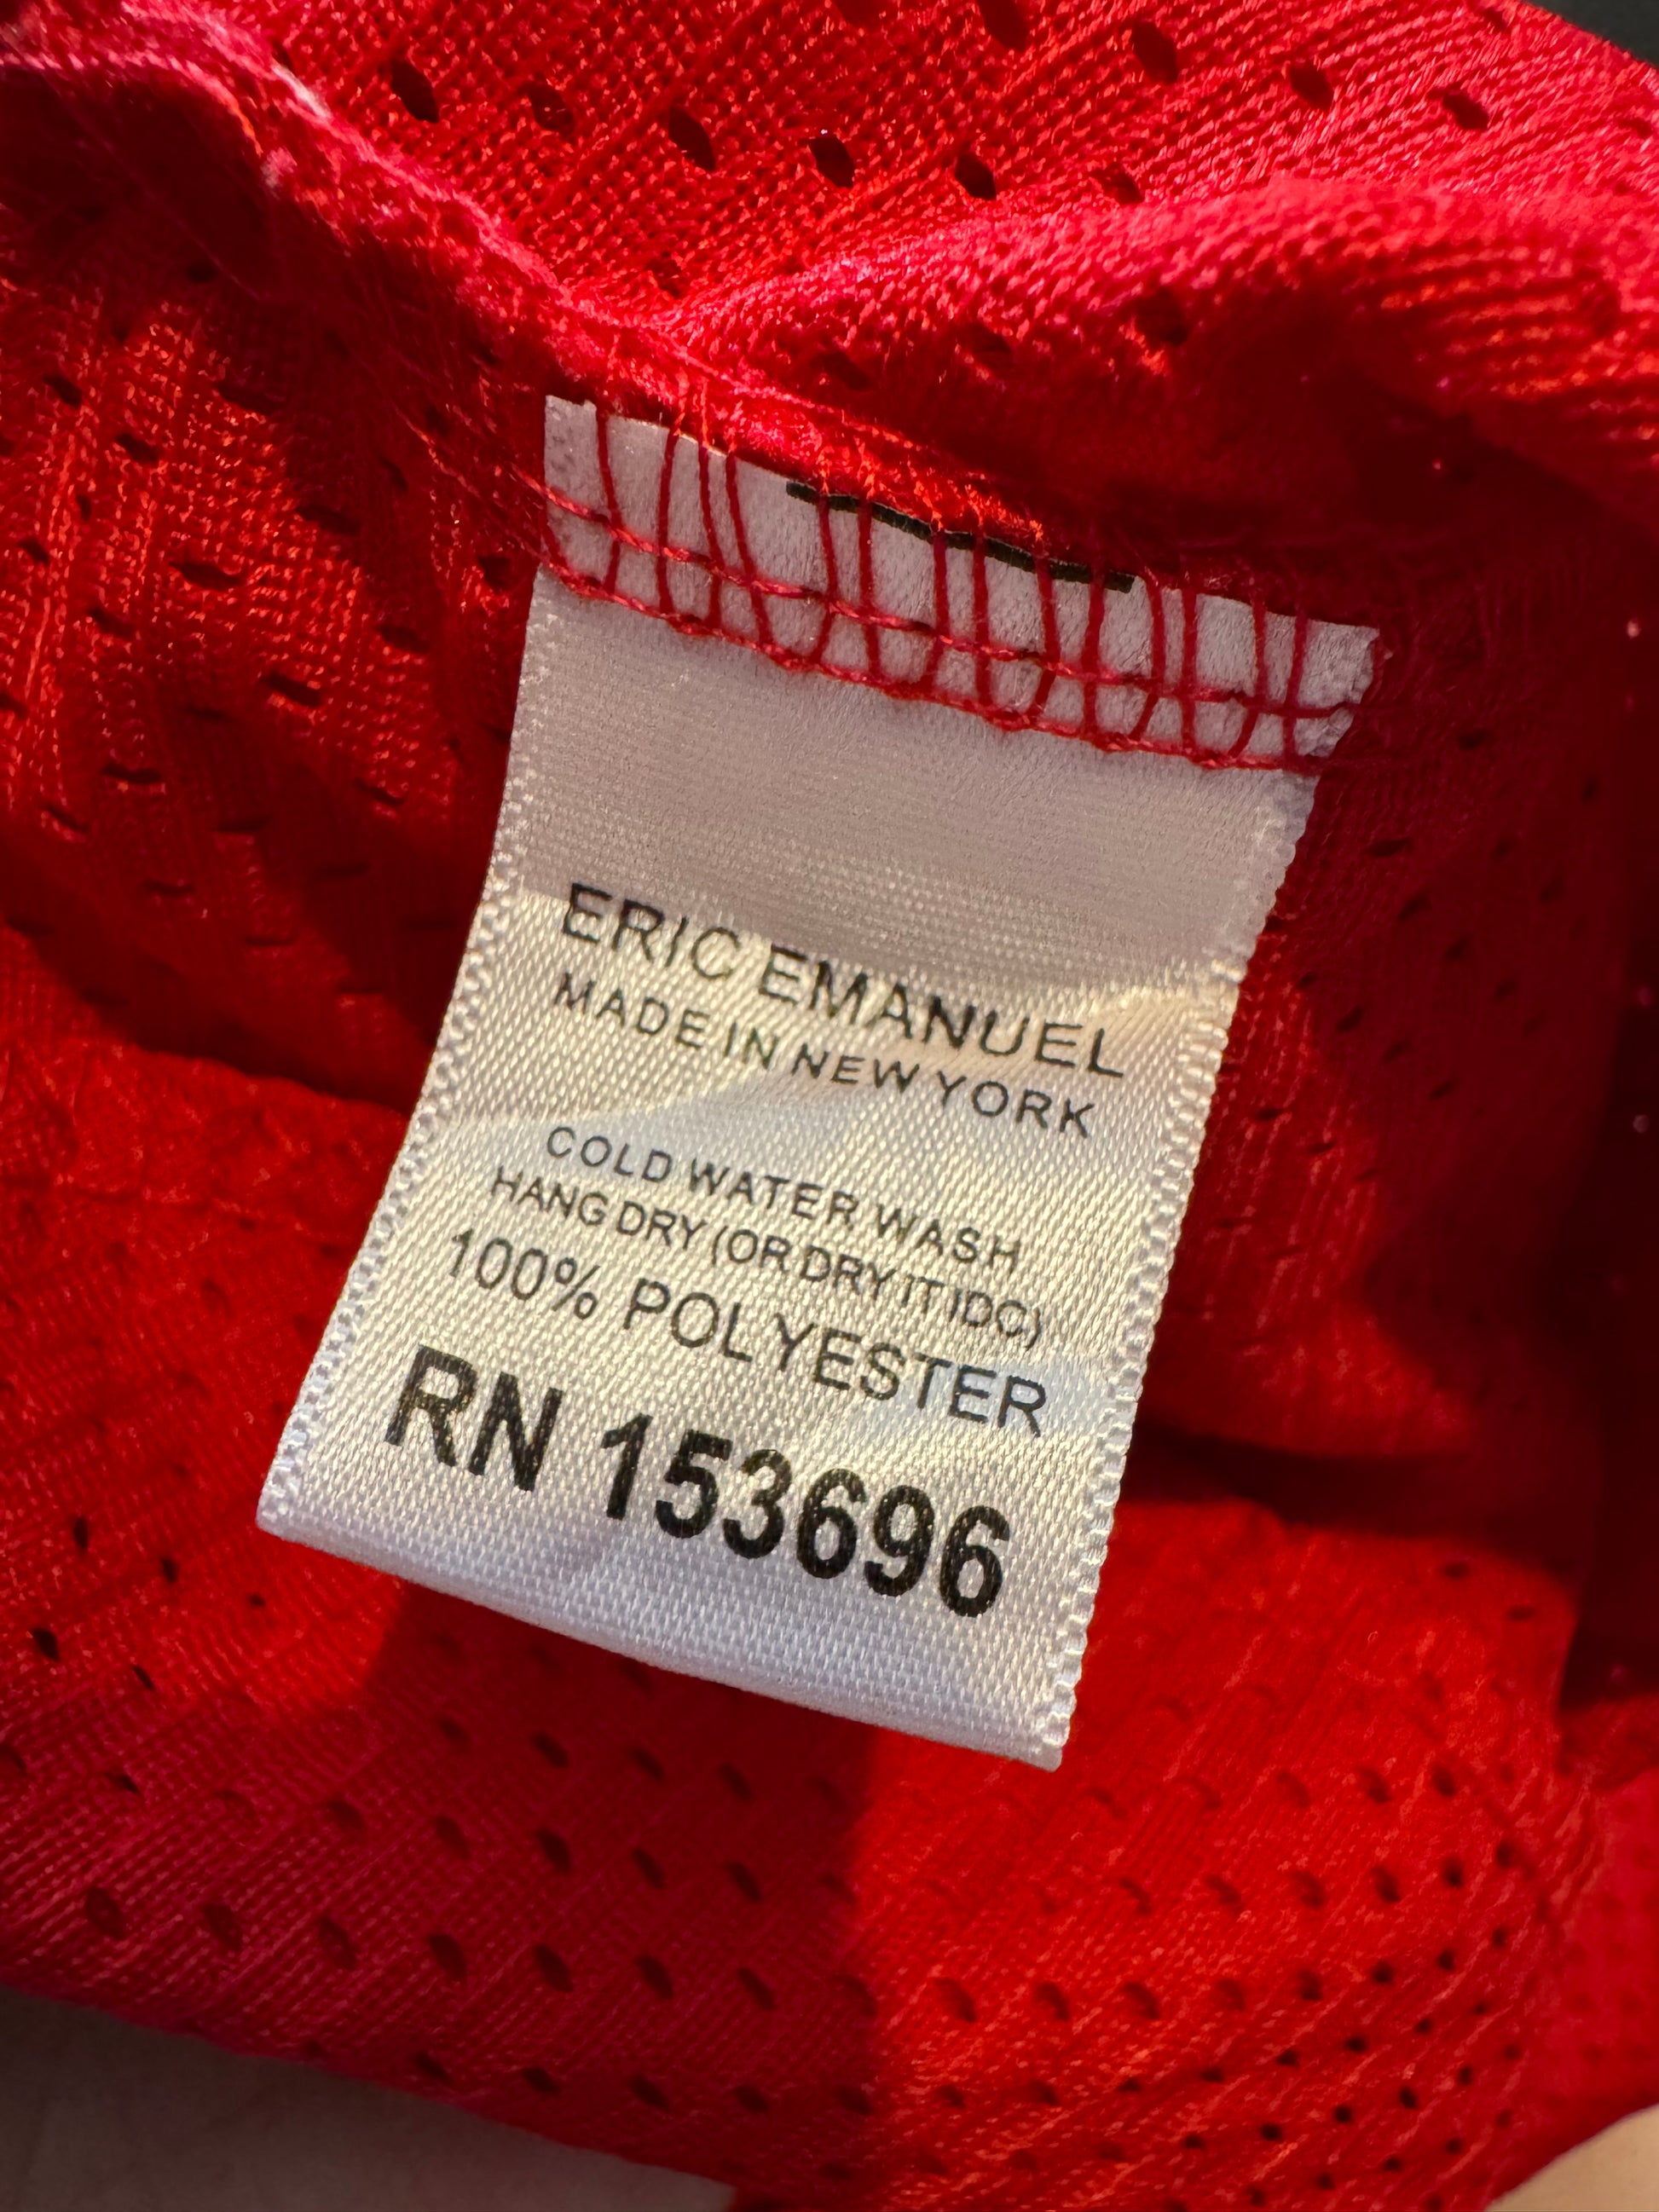 ERIC EMANUEL
MADE IN NEW YORK
COLD WATER WASH
HANG DRY (OR DRY IT IDC)
100% POLYESTER
RN 153696